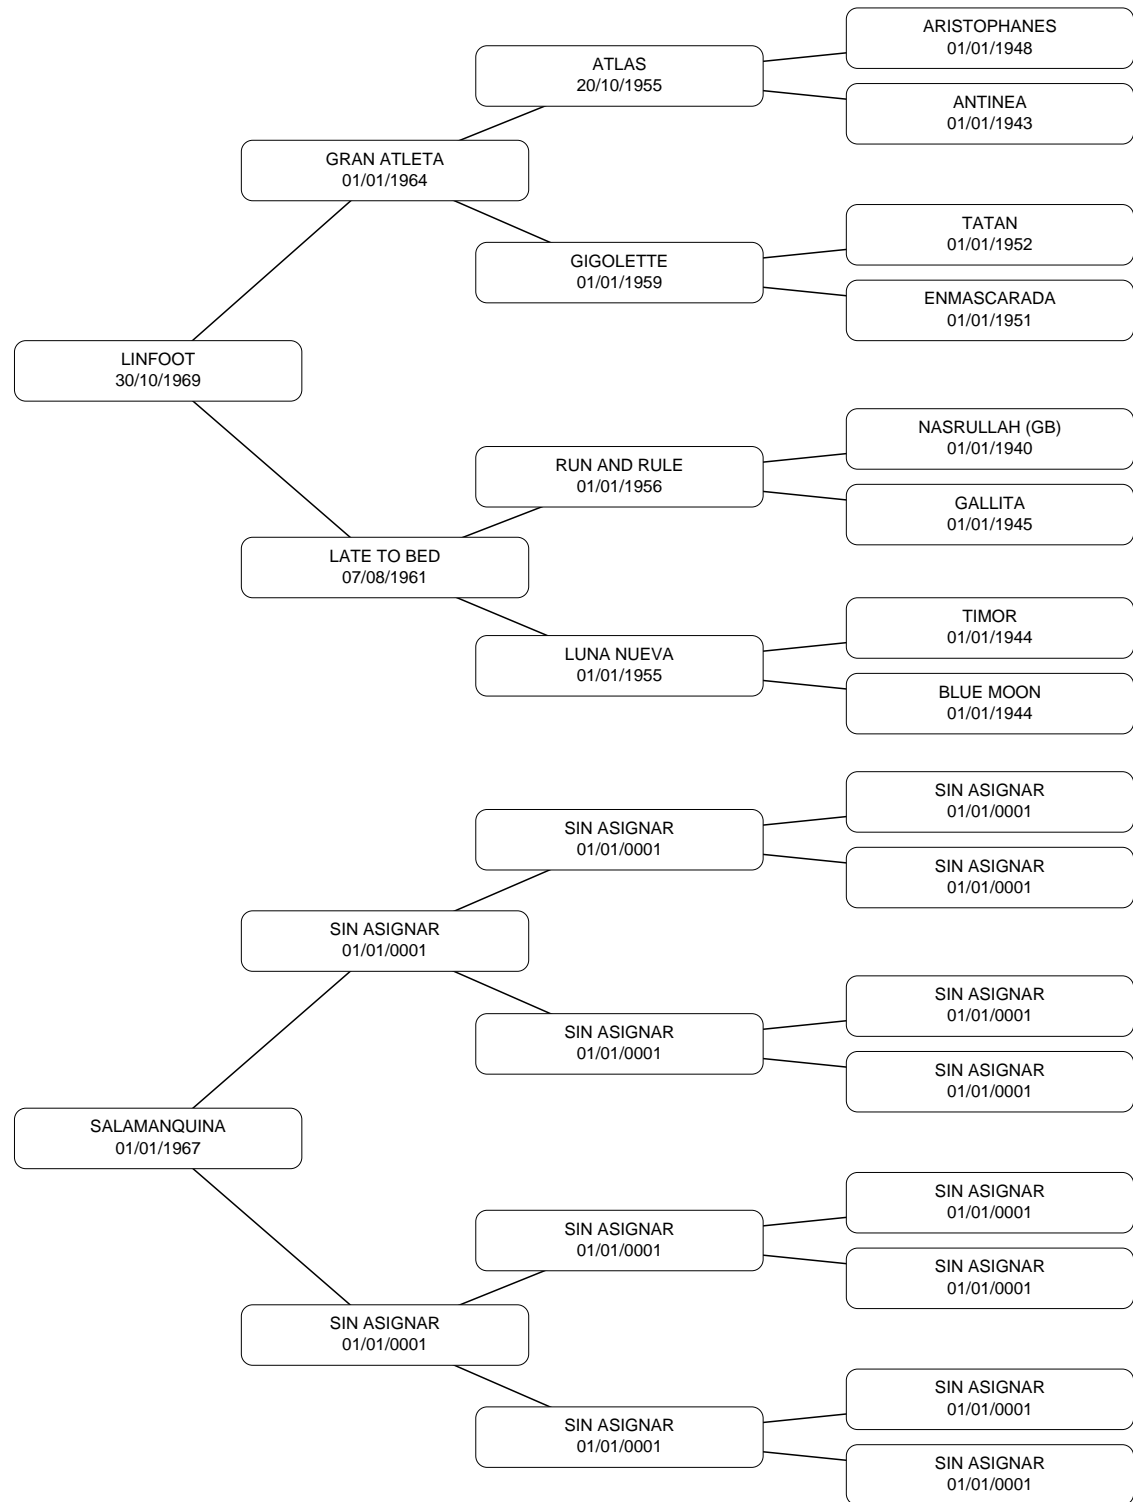 ARISTOPHANES
01/01/1948
ATLAS
20/10/1955
ANTINEA
01/01/1943
GRAN ATLETA
01/01/1964
TATAN
01/01/1952
GIGOLETTE
01/01/1959
ENMASCARADA
01/01/1951
LINFOOT
30/10/1969
NASRULLAH (GB)
01/01/1940
RUN AND RULE
01/01/1956
GALLITA
01/01/1945
LATE TO BED
07/08/1961
TIMOR
01/01/1944
LUNA NUEVA
01/01/1955
BLUE MOON
01/01/1944
SIN ASIGNAR
01/01/0001
SIN ASIGNAR
01/01/0001
SIN ASIGNAR
01/01/0001
SIN ASIGNAR
01/01/0001
SIN ASIGNAR
01/01/0001
SIN ASIGNAR
01/01/0001
SIN ASIGNAR
01/01/0001
SALAMANQUINA
01/01/1967
SIN ASIGNAR
01/01/0001
SIN ASIGNAR
01/01/0001
SIN ASIGNAR
01/01/0001
SIN ASIGNAR
01/01/0001
SIN ASIGNAR
01/01/0001
SIN ASIGNAR
01/01/0001
SIN ASIGNAR
01/01/0001